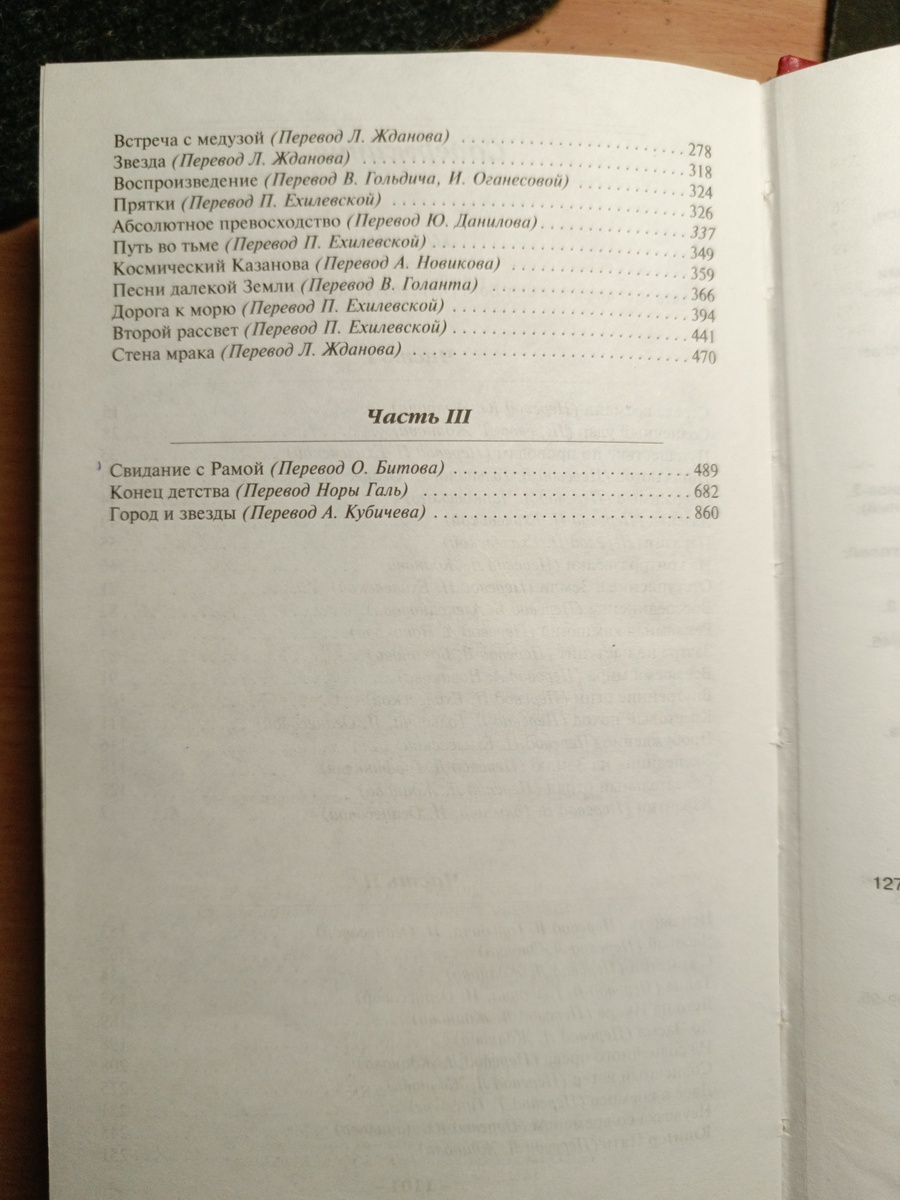 Встреча с медузой (Перевод Л. Жданова) . . . . . . . . . . . . . . . . . . . . . . 278
Звезда (Перевод Л. Жданова) . . . . . . . . . . . . . . . . . . . . . . . . . . . . . . 318
Воспроизведение (Перевод В. Гольдича, И. Оганесовой) . . . . . . . . . . 324
Прятки (Перевод П. Ехилевской) . . . . . . . . . . . . . . . . . . . . . . . . . . . 326
Абсолютное превосходство (Перевод Ю. Данилова) . . . . . . . . . . . . . . 337
Путь во тьме (Перевод П. Ехилевской) . . . . . . . . . . . . . . . . . . . . . . . 349
Космический Казанова (Перевод А. Новикова) . . . . . . . . . . . . . . . . . 359
Песни далекой Земли (Перевод В. Голанта) . . . . . . . . . . . . . . . . . . . 366
Дорога к морю (Перевод П. Ехилевской) . . . . . . . . . . . . . . . . . . . . . . 394
Второй рассвет (Перевод П. Ехилевской) . . . . . . . . . . . . . . . . . . . . . 441
Стена мрака (Перевод Л. Жданова) . . . . . . . . . . . . . . . . . . . . . . . . . . 470
Часть III
Свидание с Рамой (Перевод О. Битова) . . . . . . . . . . . . . . . . . . . . . . . 489
Конец детства (Перевод Норы Галь) . . . . . . . . . . . . . . . . . . . . . . . . . 682
Город и звезды (Перевод А. Кубичева) . . . . . . . . . . . . . . . . . . . . . . . 860
127